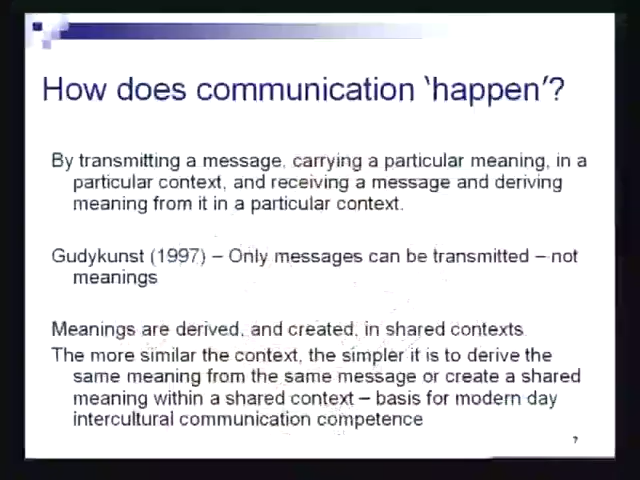 How does communication 'happen'?
By transmitting a message, carrying a particular meaning, in a
particular context, and receiving a message and deriving
meaning from it in a particular context.
Gudykunst (1997) – Only messages can be transmitted – not
meanings
Meanings are derived, and created, in shared contexts.
The more similar the context, the simpler it is to derive the
same meaning from the same message or create a shared
meaning within a shared context – basis for modern day
intercultural communication competence
7